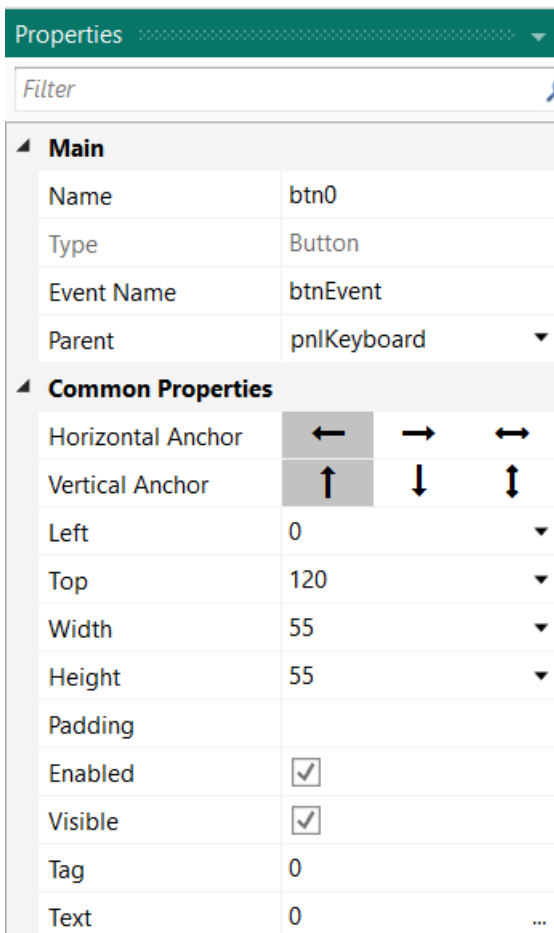 Properties
Filter
Main
Name btn0
Type Button
Event Name btnEvent
Parent pnlKeyboard
Common Properties
Horizontal Anchor
Vertical Anchor
Left 0
Top 120
Width 55
Height 55
Padding
Enabled
Visible
Tag 0
Text 0 ...